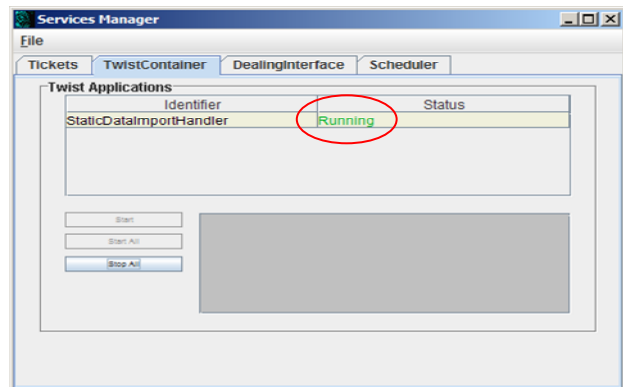 Services Manager
File
Tickets TwistContainer DealingInterface Scheduler
Twist Applications
Identifier Status
StaticDataImportHandler Running
Start
Start All
Stop All